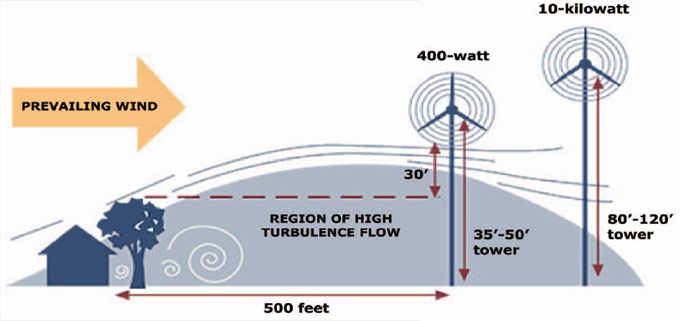 10-kilowatt
400-watt
PREVAILING WIND
30’
REGION OF HIGH
TURBULENCE FLOW
35’-50’
tower
80’-120’
tower
500 feet